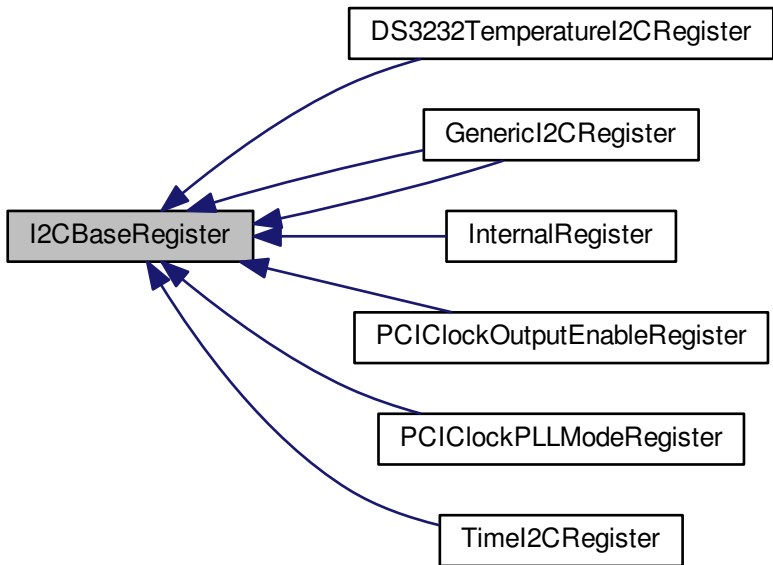 DS3232TemperatureI2CRegister
GenericI2CRegister
I2CBaseRegister
InternalRegister
PCIClockOutputEnableRegister
PCIClockPLLModeRegister
TimeI2CRegister